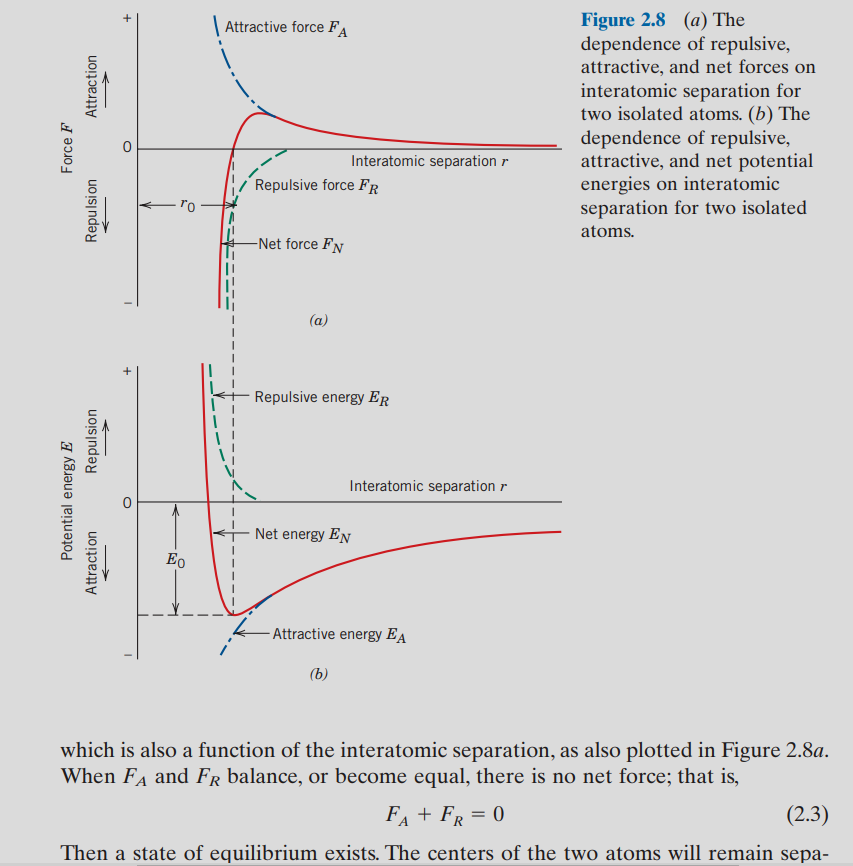 Figure 2.8 (a) The
dependence of repulsive,
attractive, and net forces on
interatomic separation for
two isolated atoms. (b) The
dependence of repulsive,
attractive, and net potential
energies on interatomic
separation for two isolated
atoms.
+
Attractive force F_A
Attraction
Force F
0
Interatomic separation r
Repulsive force F_R
Repulsion
r_0
Net force F_N
–
(a)
+
Repulsive energy E_R
Repulsion
Potential energy E
Interatomic separation r
0
Net energy E_N
Attraction
E_0
Attractive energy E_A
–
(b)
which is also a function of the interatomic separation, as also plotted in Figure 2.8a.
When F_A and F_R balance, or become equal, there is no net force; that is,
F_A + F_R = 0 (2.3)
Then a state of equilibrium exists. The centers of the two atoms will remain sepa-